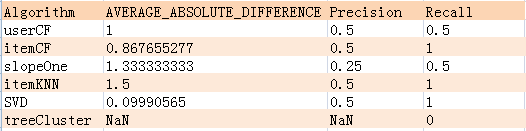 Algorithm AVERAGE_ABSOLUTE_DIFFERENCE Precision Recall
userCF 1 0.5 0.5
itemCF 0.867655277 0.5 1
slopeOne 1.333333333 0.25 0.5
itemKNN 1.5 0.5 1
SVD 0.09990565 0.5 1
treeCluster NaN NaN 0